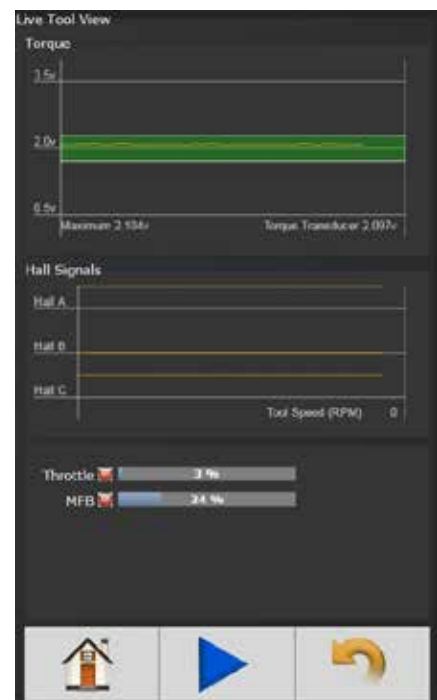 Live Tool View
Torque
3.5v
2.0v
0.5v
Maximum 2.104v Torque Transducer 2.097v
Hall Signals
Hall A
Hall B
Hall C
Tool Speed (RPM) 0
Throttle 3 %
MFB 24 %